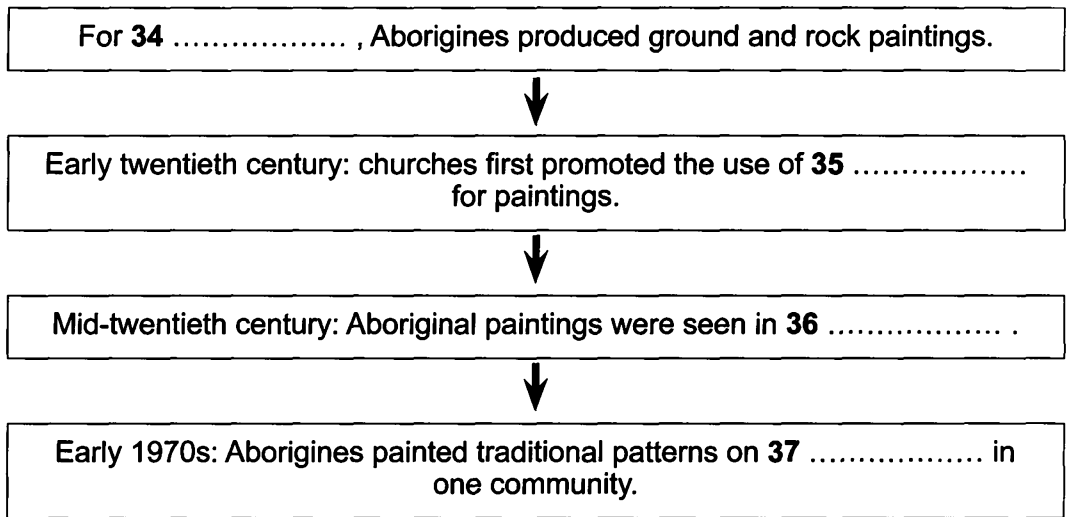 For 34 .................. , Aborigines produced ground and rock paintings.
Early twentieth century: churches first promoted the use of 35 ..................
for paintings.
Mid-twentieth century: Aboriginal paintings were seen in 36 .................. .
Early 1970s: Aborigines painted traditional patterns on 37 .................. in
one community.